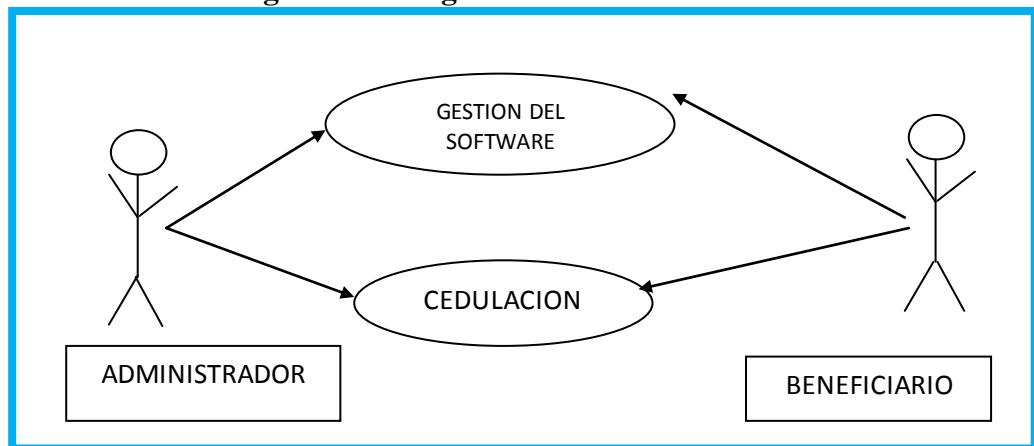 GESTION DEL
SOFTWARE
CEDULACION
ADMINISTRADOR
BENEFICIARIO